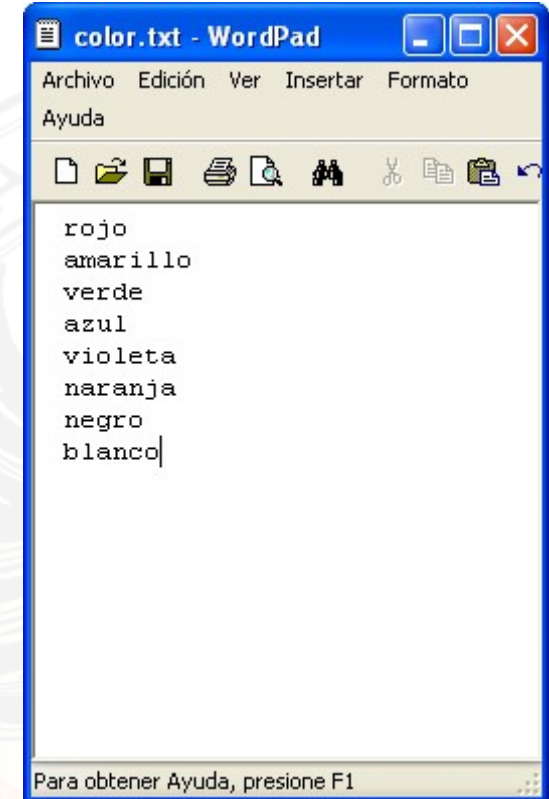 color.txt - WordPad
Archivo Edición Ver Insertar Formato
Ayuda
rojo
amarillo
verde
azul
violeta
naranja
negro
blanco
Para obtener Ayuda, presione F1